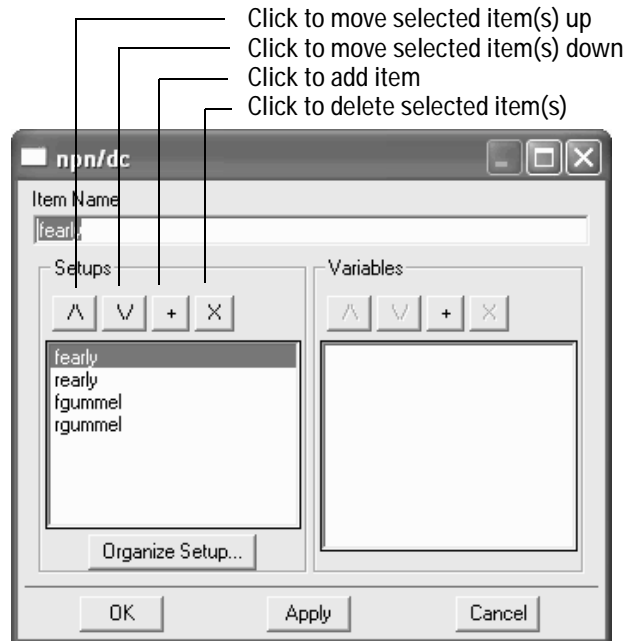 Click to move selected item(s) up
Click to move selected item(s) down
Click to add item
Click to delete selected item(s)
npn/dc
Item Name
fearly
Setups
Variables
/\ \/ + X
/\ \/ + X
fearly
rearly
fgummel
rgummel
Organize Setup...
OK Apply Cancel